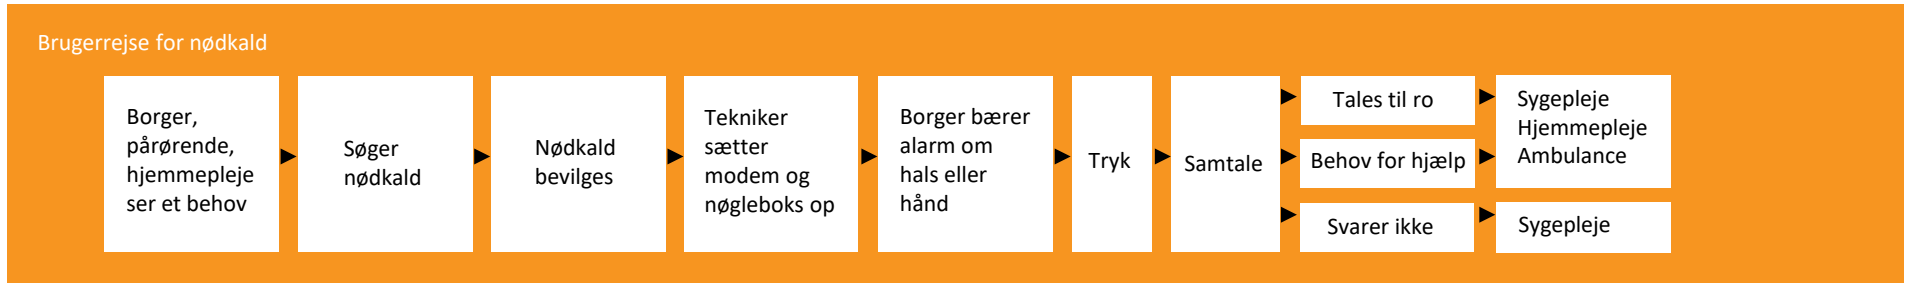 Brugerrejse for nødkald
Borger,
pårørende,
hjemmepleje
ser et behov
Søger
nødkald
Nødkald
bevilges
Tekniker
sætter
modem og
nøgleboks op
Borger bærer
alarm om
hals eller
hånd
Tryk
Samtale
Tales til ro
Behov for hjælp
Svarer ikke
Sygepleje
Hjemmepleje
Ambulance
Sygepleje